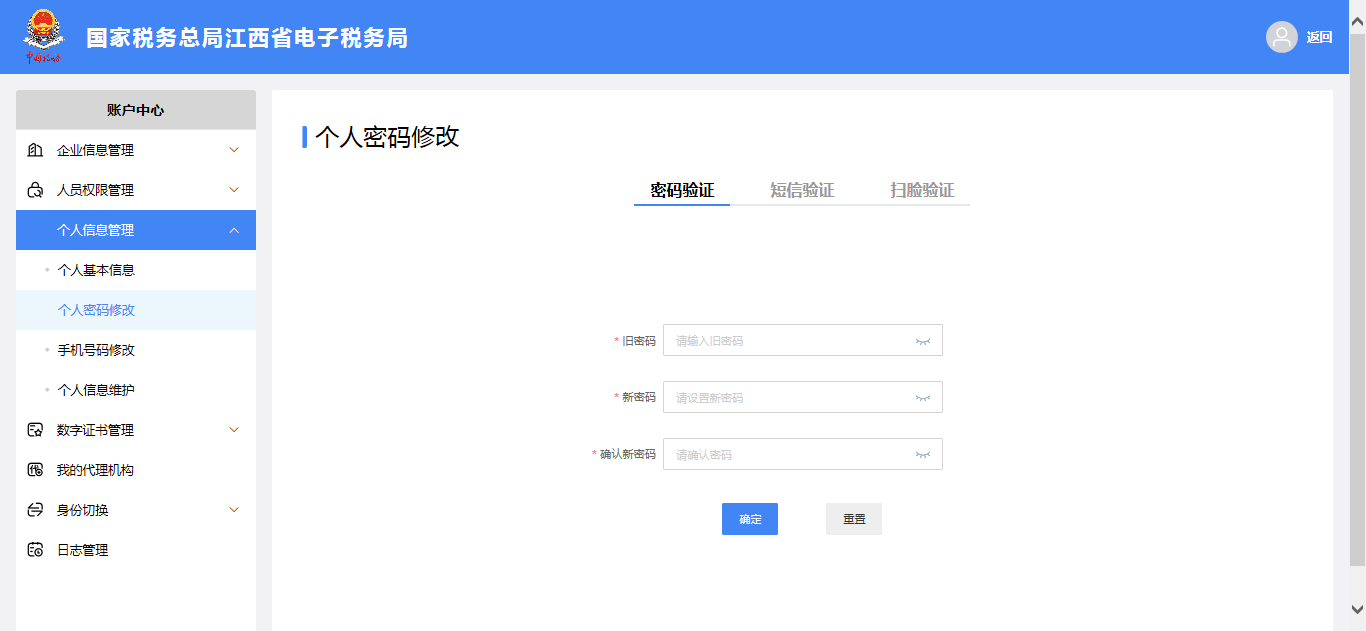 国家税务总局江西省电子税务局
返回
账户中心
企业信息管理
人员权限管理
个人信息管理
个人基本信息
个人密码修改
手机号码修改
个人信息维护
数字证书管理
我的代理机构
身份切换
日志管理
个人密码修改
密码验证 短信验证 扫脸验证
* 旧密码 请输入旧密码
* 新密码 请设置新密码
* 确认新密码 请确认密码
确定 重置